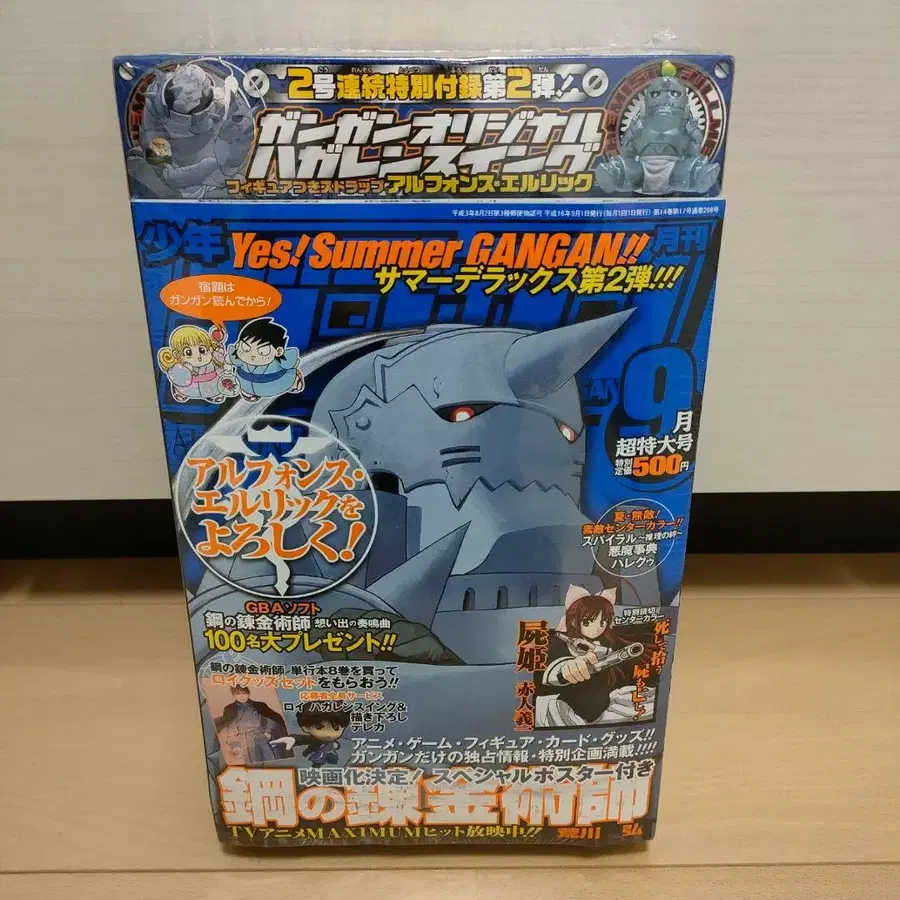 2号連続特別付録第2弾!!
ガンガンオリジナル
ハガレンスイング
フィギュアつきストラップ アルフォンス・エルリック
平成3年8月2日第3種郵便物認可 平成16年9月1日発行(毎月1回1日発行) 第14巻第17号通巻268号
少年
月刊
Yes! Summer GANGAN!!
サマーデラックス第2弾!!!
宿題は
ガンガン読んでから!
9月
超特大号
特別定価500円
アルフォンス・
エルリックを
よろしく!
夏・無敵!
素敵センターカラー!!
スパイラル〜推理の絆〜
悪魔事典
ハレグゥ
GBAソフト
鋼の錬金術師 想い出の奏鳴曲
100名大プレゼント!!
特別読切
センターカラー
屍姫 赤人義一
死して拾う
屍も亡し!
鋼の錬金術師 単行本8巻を買って
ロイグッズセットをもらおう!!
応募者全員サービス
ロイ ハガレンスイング&
描き下ろし
テレカ
アニメ・ゲーム・フィギュア・カード・グッズ!!
ガンガンだけの独占情報・特別企画満載!!!!
映画化決定! スペシャルポスター付き
鋼の錬金術師
TVアニメMAXIMUMヒット放映中!! 荒川 弘